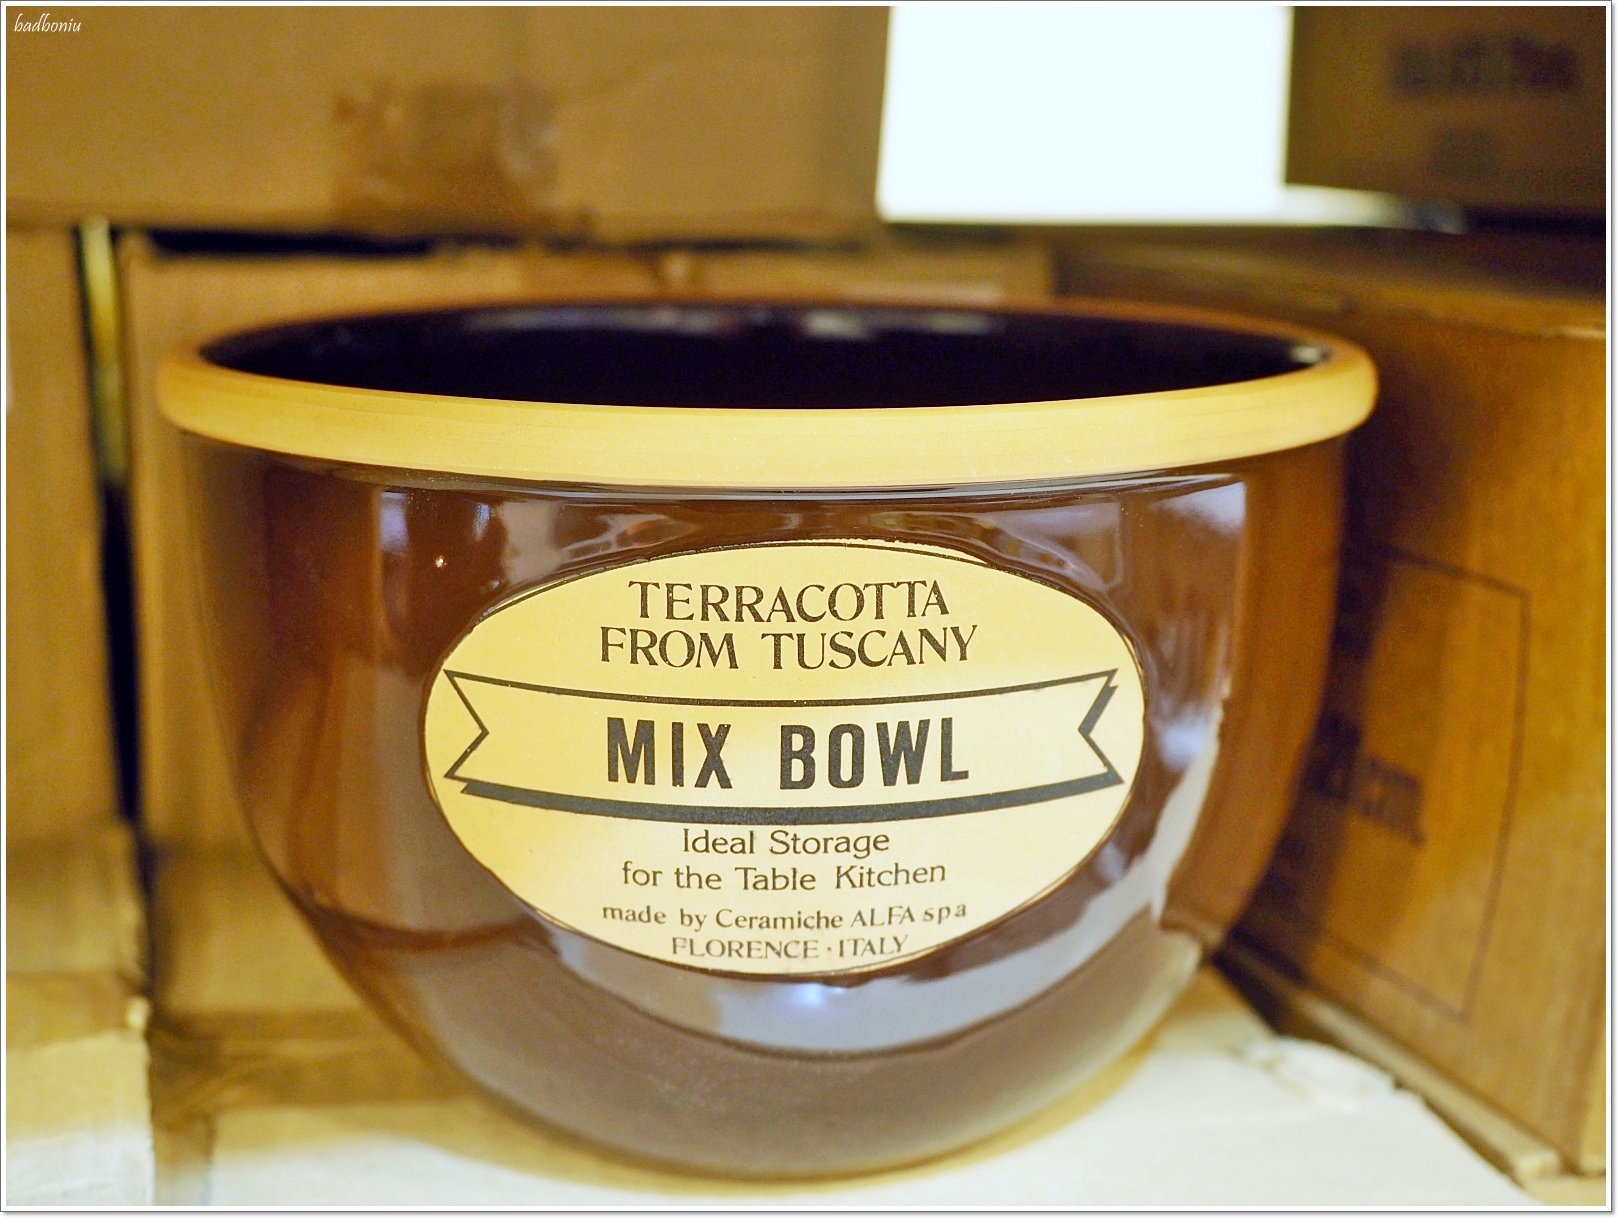 badboniu
TERRACOTTA
FROM TUSCANY
MIX BOWL
Ideal Storage
for the Table Kitchen
made by Ceramiche ALFA spa
FLORENCE · ITALY